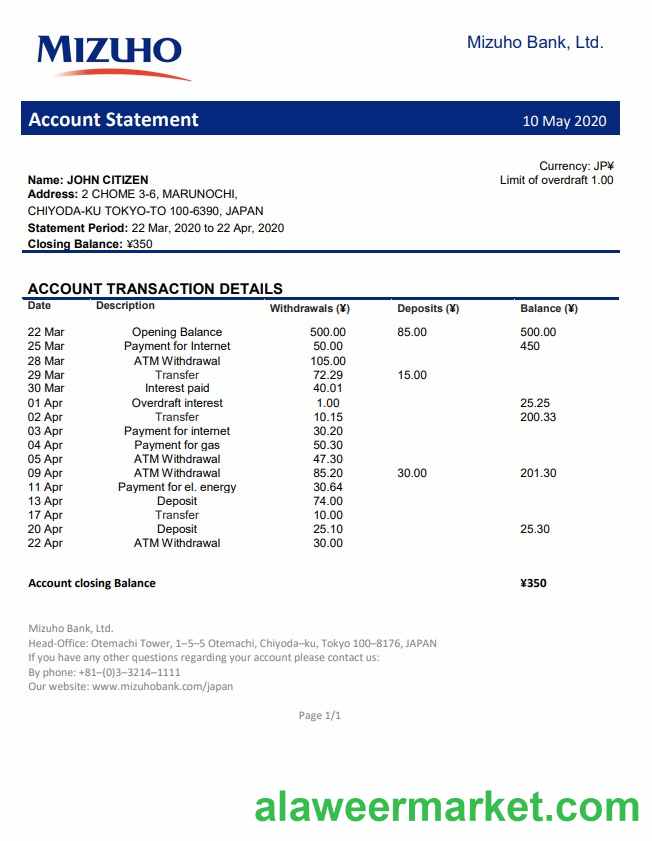 MIZUHO
Mizuho Bank, Ltd.
Account Statement 10 May 2020
Currency: JP¥
Name: JOHN CITIZEN Limit of overdraft 1.00
Address: 2 CHOME 3-6, MARUNOCHI,
CHIYODA-KU TOKYO-TO 100-6390, JAPAN
Statement Period: 22 Mar, 2020 to 22 Apr, 2020
Closing Balance: ¥350
ACCOUNT TRANSACTION DETAILS
Date Description Withdrawals (¥) Deposits (¥) Balance (¥)
22 Mar Opening Balance 500.00 85.00 500.00
25 Mar Payment for Internet 50.00 450
28 Mar ATM Withdrawal 105.00
29 Mar Transfer 72.29 15.00
30 Mar Interest paid 40.01
01 Apr Overdraft interest 1.00 25.25
02 Apr Transfer 10.15 200.33
03 Apr Payment for internet 30.20
04 Apr Payment for gas 50.30
05 Apr ATM Withdrawal 47.30
09 Apr ATM Withdrawal 85.20 30.00 201.30
11 Apr Payment for el. energy 30.64
13 Apr Deposit 74.00
17 Apr Transfer 10.00
20 Apr Deposit 25.10 25.30
22 Apr ATM Withdrawal 30.00
Account closing Balance ¥350
Mizuho Bank, Ltd.
Head-Office: Otemachi Tower, 1–5–5 Otemachi, Chiyoda–ku, Tokyo 100–8176, JAPAN
If you have any other questions regarding your account please contact us:
By phone: +81–(0)3–3214–1111
Our website: www.mizuhobank.com/japan
Page 1/1
alaweermarket.com